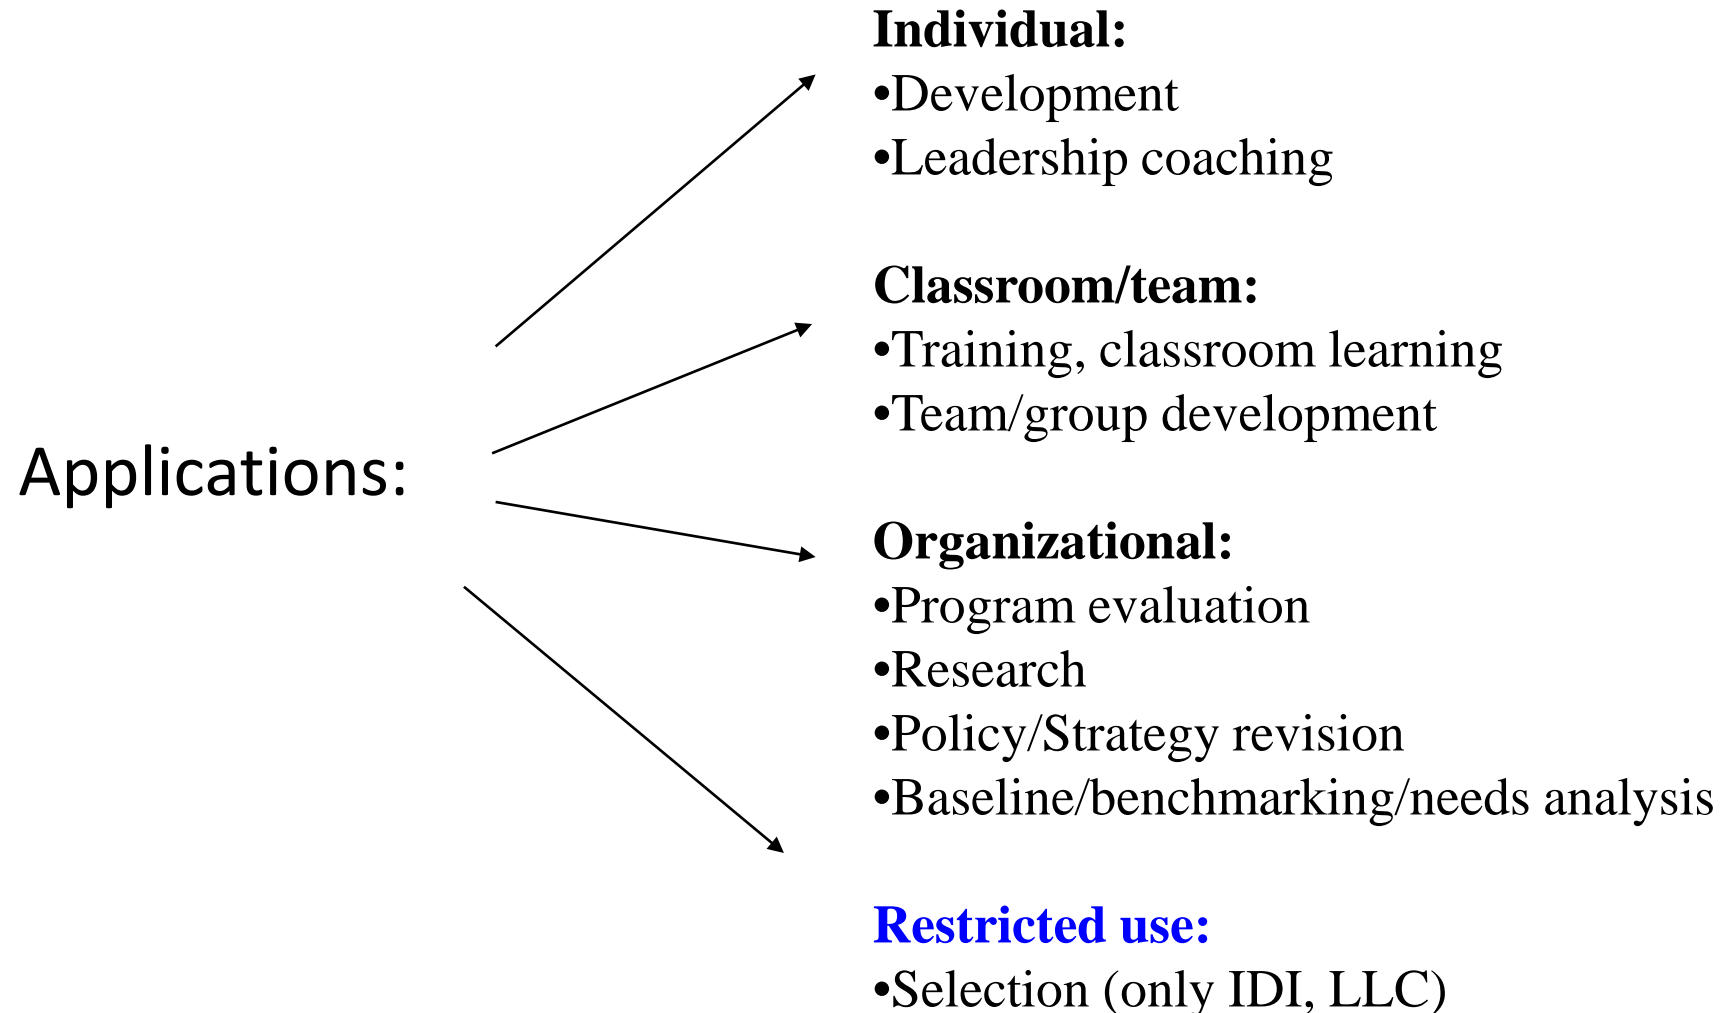 Applications:
Individual:
•Development
•Leadership coaching
Classroom/team:
•Training, classroom learning
•Team/group development
Organizational:
•Program evaluation
•Research
•Policy/Strategy revision
•Baseline/benchmarking/needs analysis
Restricted use:
•Selection (only IDI, LLC)